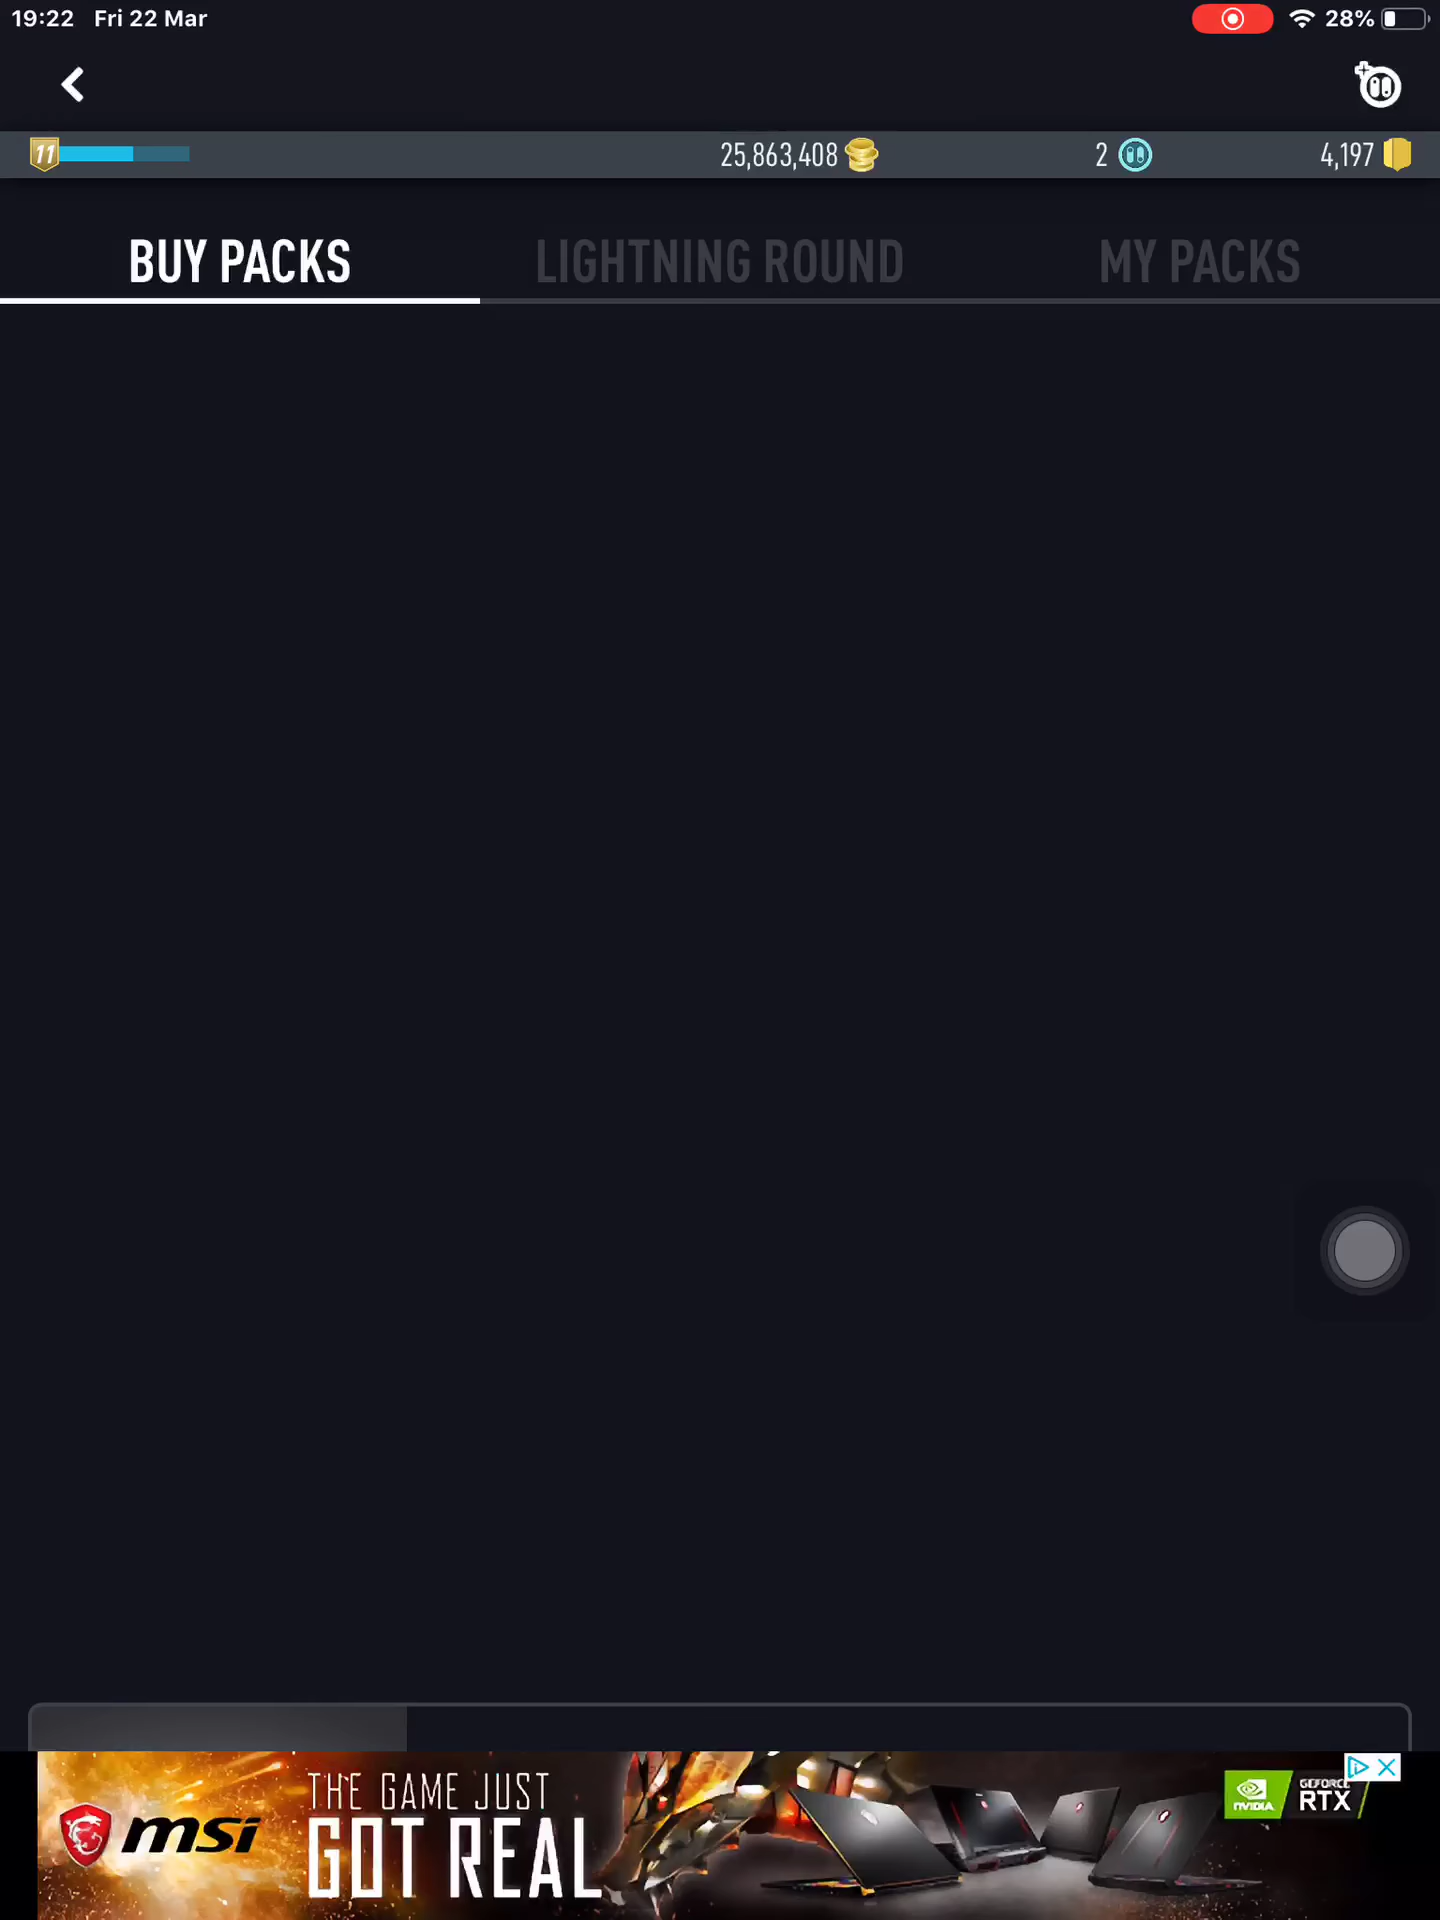 19:22 Fri 22 Mar 28%
11 25,863,408 2 4,197
BUY PACKS LIGHTNING ROUND MY PACKS
THE GAME JUST
GOT REAL
msi
NVIDIA
GEFORCE
RTX